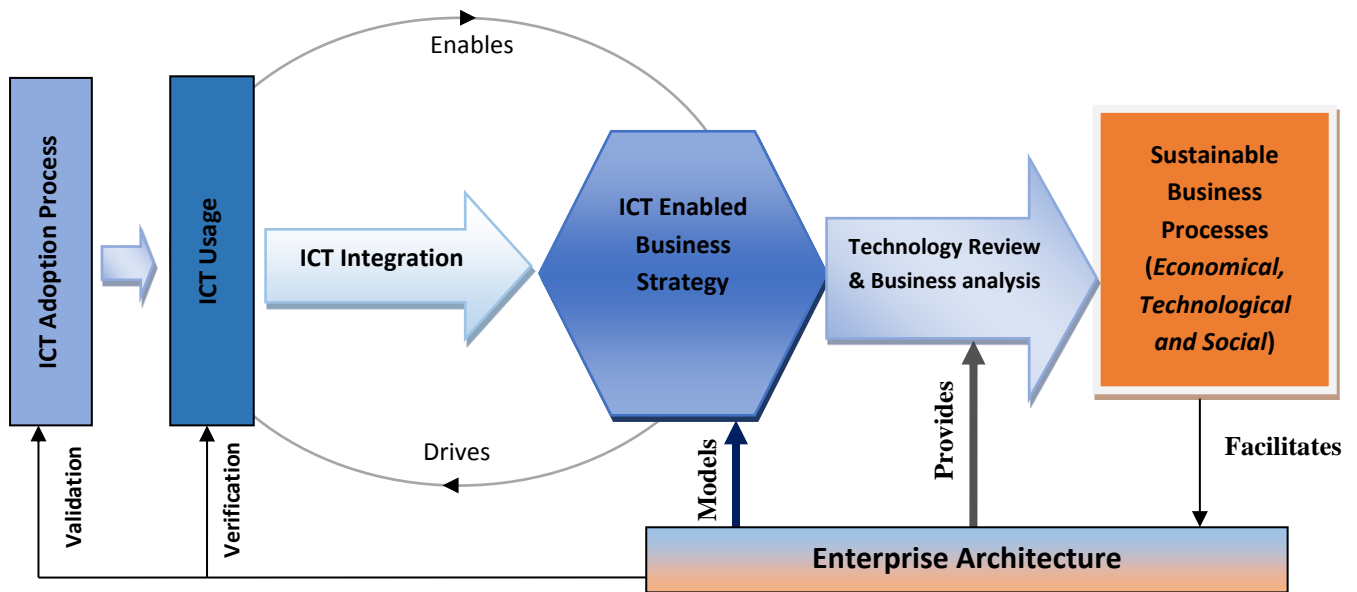 Enables
ICT Adoption Process
ICT Usage
ICT Integration
ICT Enabled
Business
Strategy
Technology Review
& Business analysis
Sustainable
Business
Processes
(Economical,
Technological
and Social)
Drives
Validation
Verification
Models
Provides
Facilitates
Enterprise Architecture